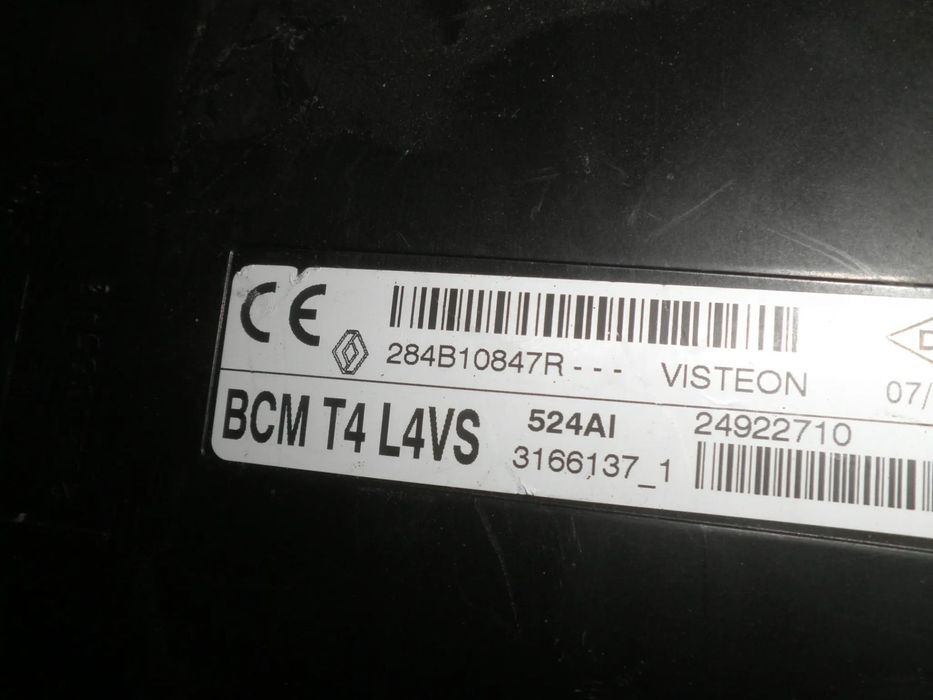 CE
284B10847R--- VISTEON 07/
BCM T4 L4VS 524AI 24922710
3166137_1